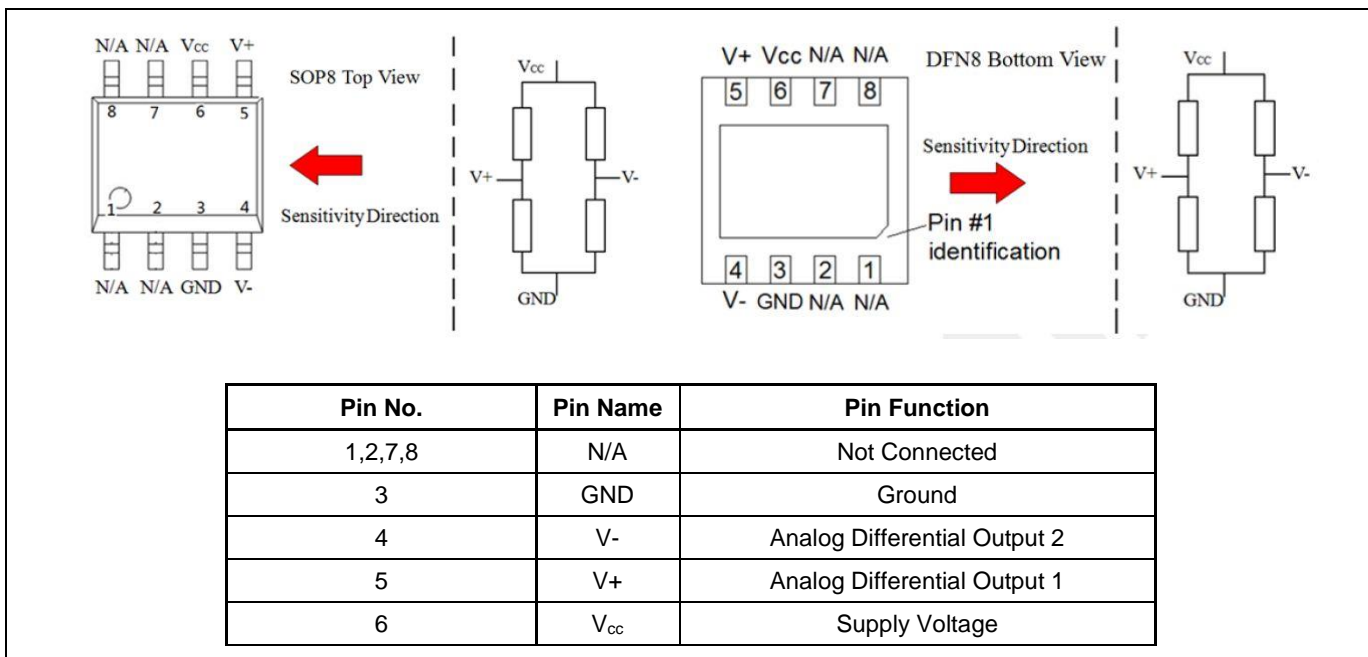 N/A N/A Vcc V+
SOP8 Top View
8 7 6 5
1 2 3 4
N/A N/A GND V-
Sensitivity Direction
Vcc
V+
V-
GND
V+ Vcc N/A N/A
DFN8 Bottom View
5 6 7 8
Sensitivity Direction
Pin #1
identification
4 3 2 1
V- GND N/A N/A
Vcc
V+
V-
GND
Pin No. Pin Name Pin Function
1,2,7,8 N/A Not Connected
3 GND Ground
4 V- Analog Differential Output 2
5 V+ Analog Differential Output 1
6 Vcc Supply Voltage